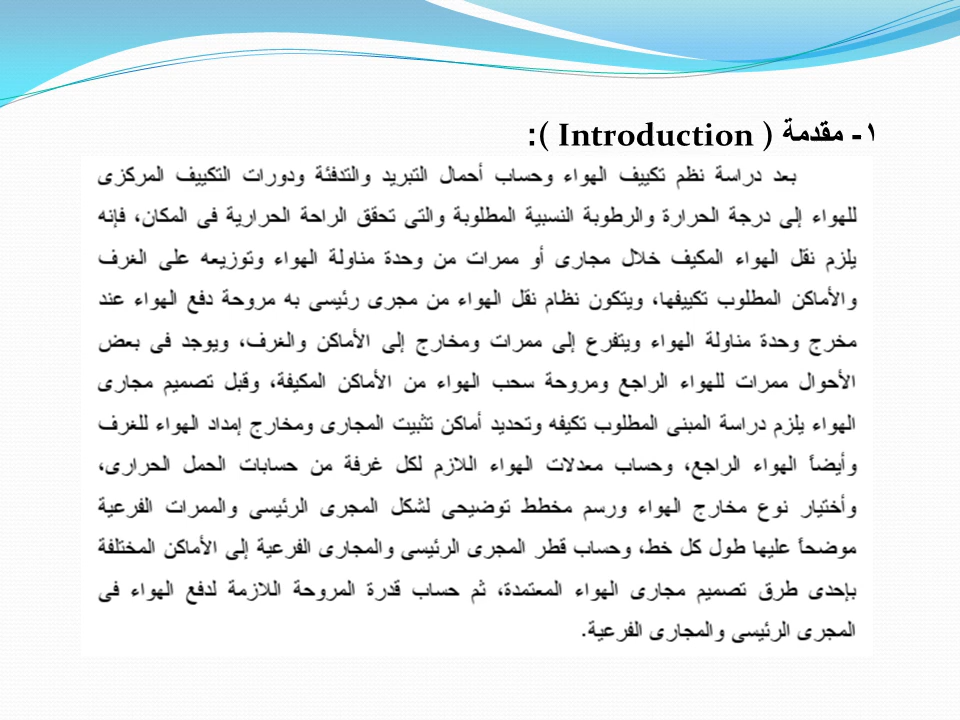 ١- مقدمة ( Introduction ):
بعد دراسة نظم تكييف الهواء وحساب أحمال التبريد والتدفئة ودورات التكييف المركزى
للهواء إلى درجة الحرارة والرطوبة النسبية المطلوبة والتى تحقق الراحة الحرارية فى المكان، فإنه
يلزم نقل الهواء المكيف خلال مجارى أو ممرات من وحدة مناولة الهواء وتوزيعه على الغرف
والأماكن المطلوب تكييفها، ويتكون نظام نقل الهواء من مجرى رئيسى به مروحة دفع الهواء عند
مخرج وحدة مناولة الهواء ويتفرع إلى ممرات ومخارج إلى الأماكن والغرف، ويوجد فى بعض
الأحوال ممرات للهواء الراجع ومروحة سحب الهواء من الأماكن المكيفة، وقبل تصميم مجارى
الهواء يلزم دراسة المبنى المطلوب تكيفه وتحديد أماكن تثبيت المجارى ومخارج إمداد الهواء للغرف
وأيضاً الهواء الراجع، وحساب معدلات الهواء اللازم لكل غرفة من حسابات الحمل الحرارى،
وأختيار نوع مخارج الهواء ورسم مخطط توضيحى لشكل المجرى الرئيسى والممرات الفرعية
موضحاً عليها طول كل خط، وحساب قطر المجرى الرئيسى والمجارى الفرعية إلى الأماكن المختلفة
بإحدى طرق تصميم مجارى الهواء المعتمدة، ثم حساب قدرة المروحة اللازمة لدفع الهواء فى
المجرى الرئيسى والمجارى الفرعية.